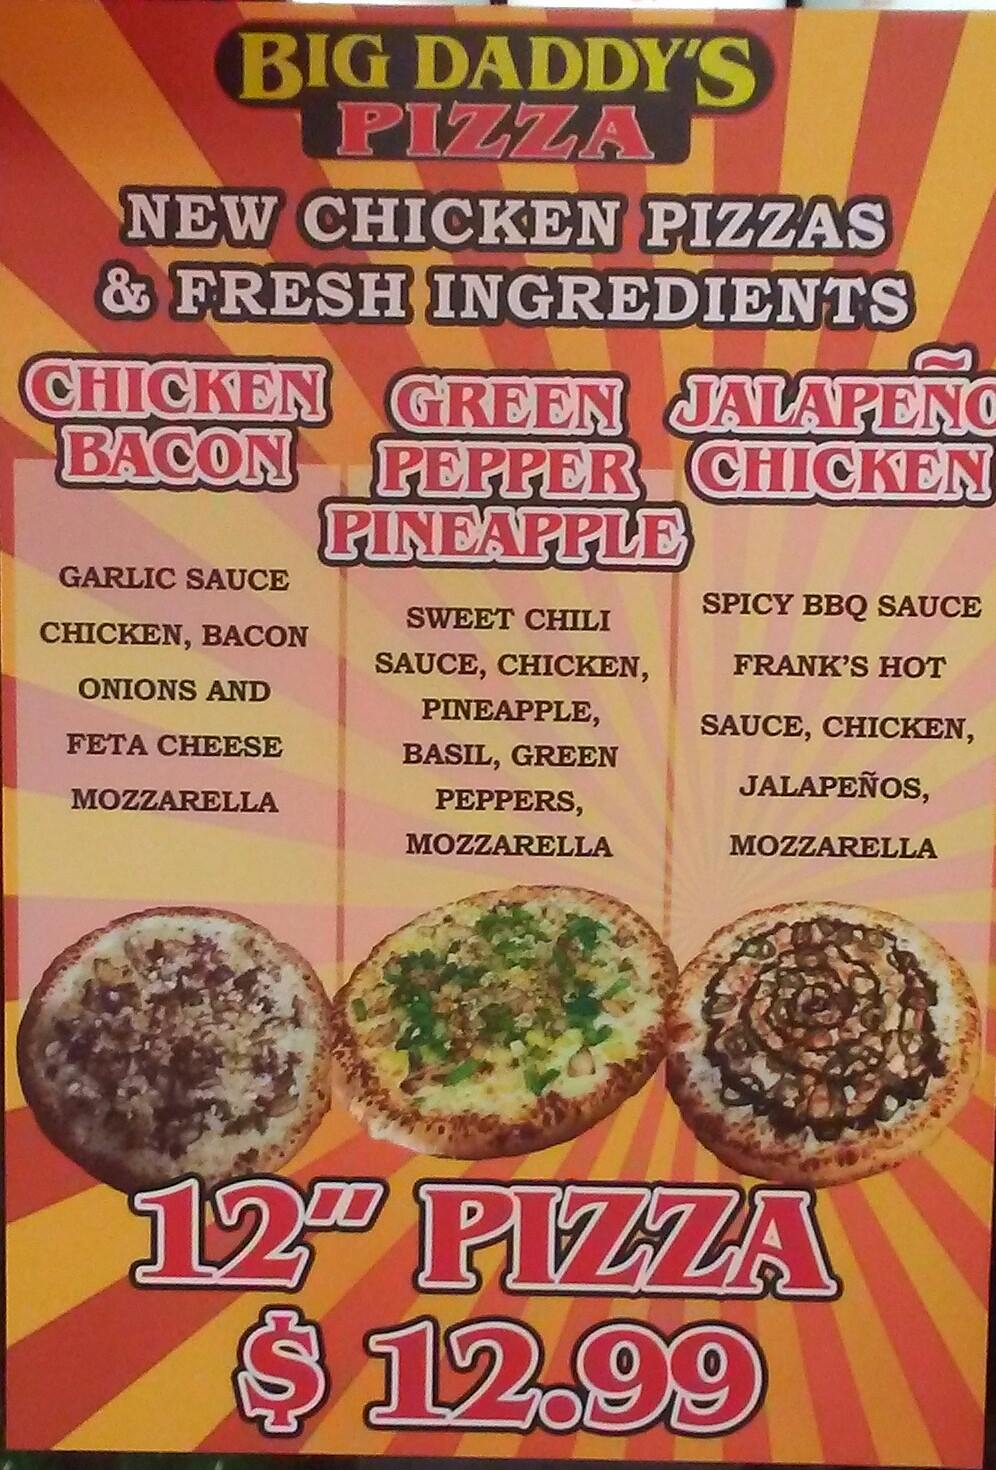 BIG DADDY'S
PIZZA
NEW CHICKEN PIZZAS
& FRESH INGREDIENTS
CHICKEN
BACON
GARLIC SAUCE
CHICKEN, BACON
ONIONS AND
FETA CHEESE
MOZZARELLA
GREEN
PEPPER
PINEAPPLE
SWEET CHILI
SAUCE, CHICKEN,
PINEAPPLE,
BASIL, GREEN
PEPPERS,
MOZZARELLA
JALAPEÑO
CHICKEN
SPICY BBQ SAUCE
FRANK'S HOT
SAUCE, CHICKEN,
JALAPEÑOS,
MOZZARELLA
12" PIZZA
$ 12.99